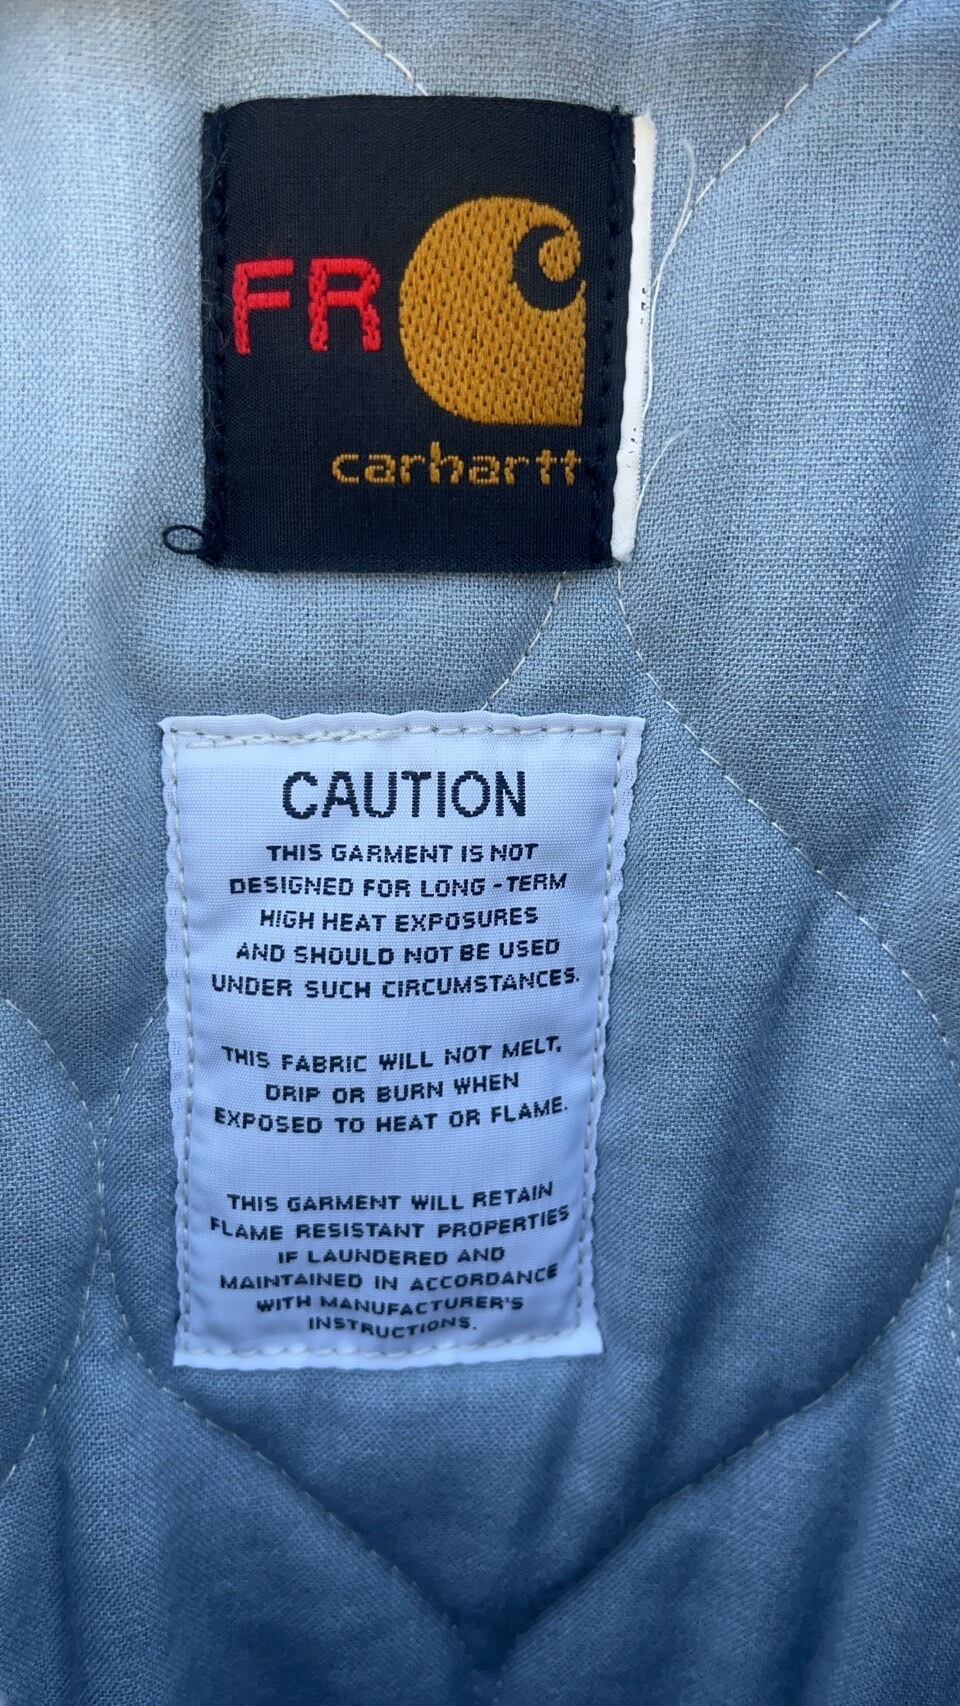 FR
carhartt
CAUTION
THIS GARMENT IS NOT
DESIGNED FOR LONG - TERM
HIGH HEAT EXPOSURES
AND SHOULD NOT BE USED
UNDER SUCH CIRCUMSTANCES.
THIS FABRIC WILL NOT MELT,
DRIP OR BURN WHEN
EXPOSED TO HEAT OR FLAME.
THIS GARMENT WILL RETAIN
FLAME RESISTANT PROPERTIES
IF LAUNDERED AND
MAINTAINED IN ACCORDANCE
WITH MANUFACTURER'S
INSTRUCTIONS.